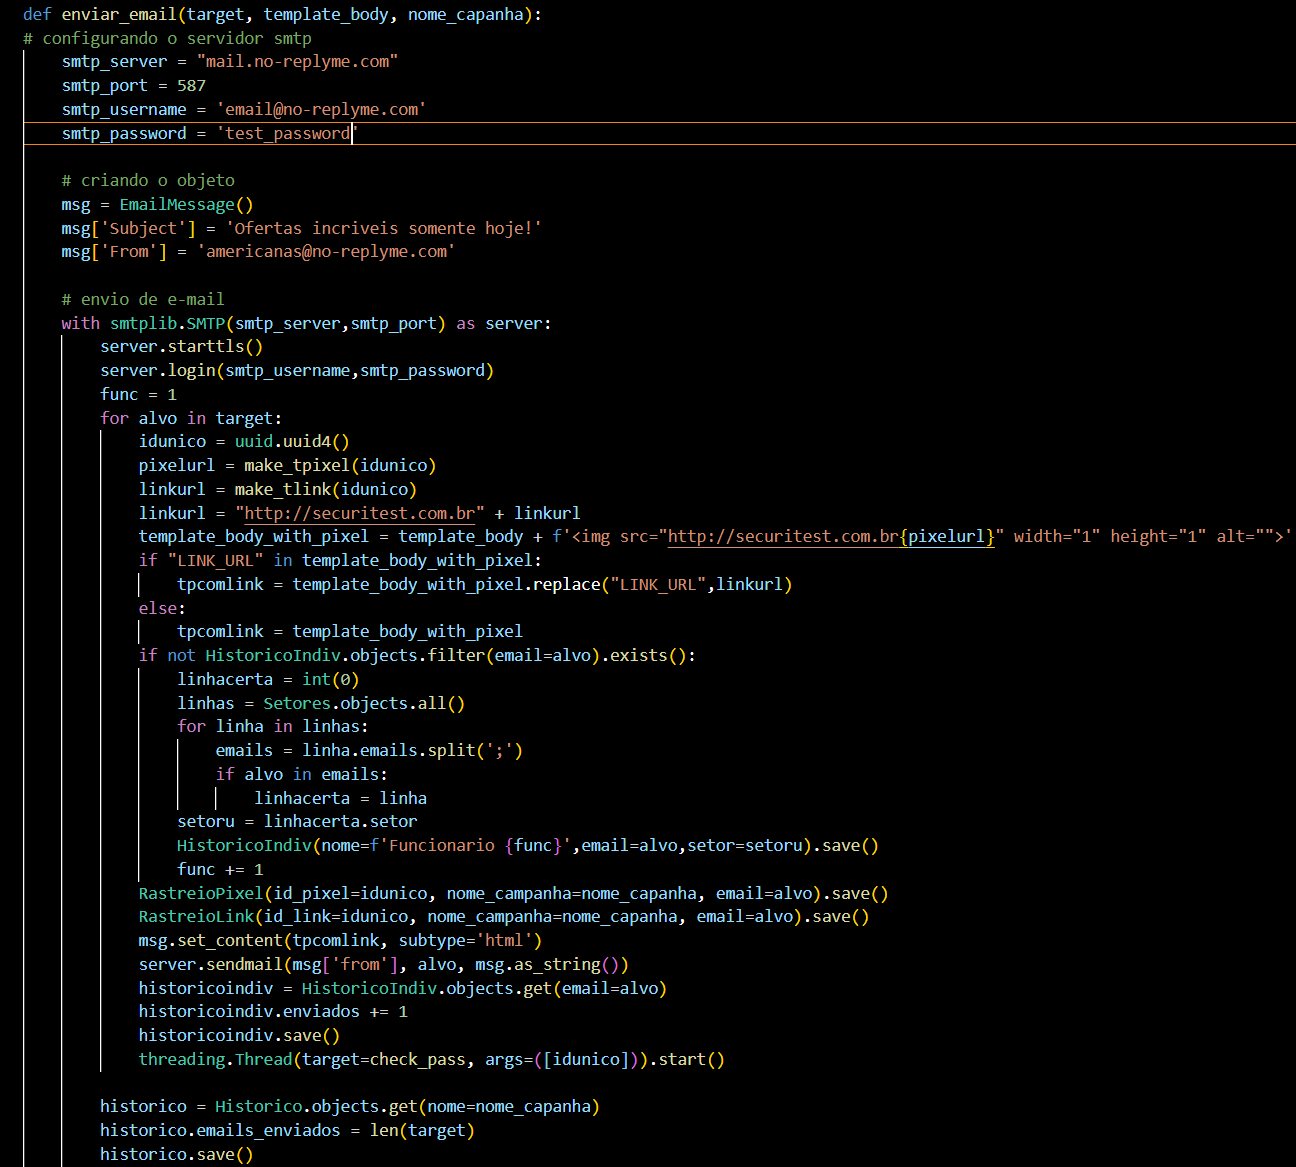 def enviar_email(target, template_body, nome_capanha):
# configurando o servidor smtp
    smtp_server = "mail.no-replyme.com"
    smtp_port = 587
    smtp_username = 'email@no-replyme.com'
    smtp_password = 'test_password'

    # criando o objeto
    msg = EmailMessage()
    msg['Subject'] = 'Ofertas incriveis somente hoje!'
    msg['From'] = 'americanas@no-replyme.com'

    # envio de e-mail
    with smtplib.SMTP(smtp_server,smtp_port) as server:
        server.starttls()
        server.login(smtp_username,smtp_password)
        func = 1
        for alvo in target:
            idunico = uuid.uuid4()
            pixelurl = make_tpixel(idunico)
            linkurl = make_tlink(idunico)
            linkurl = "http://securitest.com.br" + linkurl
            template_body_with_pixel = template_body + f'<img src="http://securitest.com.br{pixelurl}" width="1" height="1" alt="">'
            if "LINK_URL" in template_body_with_pixel:
                tpcomlink = template_body_with_pixel.replace("LINK_URL",linkurl)
            else:
                tpcomlink = template_body_with_pixel
            if not HistoricoIndiv.objects.filter(email=alvo).exists():
                linhacerta = int(0)
                linhas = Setores.objects.all()
                for linha in linhas:
                    emails = linha.emails.split(';')
                    if alvo in emails:
                        linhacerta = linha
                setoru = linhacerta.setor
                HistoricoIndiv(nome=f'Funcionario {func}',email=alvo,setor=setoru).save()
                func += 1
            RastreioPixel(id_pixel=idunico, nome_campanha=nome_capanha, email=alvo).save()
            RastreioLink(id_link=idunico, nome_campanha=nome_capanha, email=alvo).save()
            msg.set_content(tpcomlink, subtype='html')
            server.sendmail(msg['from'], alvo, msg.as_string())
            historicoindiv = HistoricoIndiv.objects.get(email=alvo)
            historicoindiv.enviados += 1
            historicoindiv.save()
            threading.Thread(target=check_pass, args=([idunico])).start()

        historico = Historico.objects.get(nome=nome_capanha)
        historico.emails_enviados = len(target)
        historico.save()